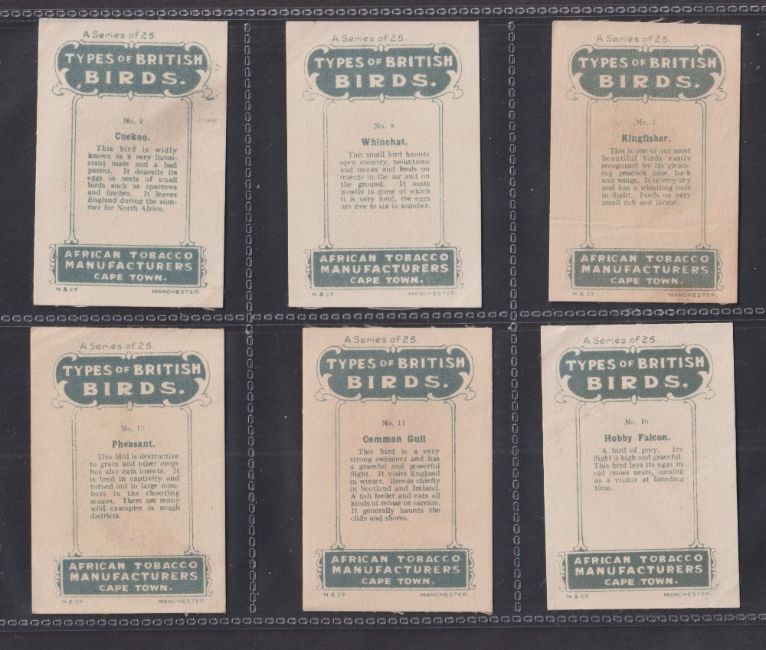 A Series of 25.
TYPES OF BRITISH
BIRDS.
No. 9
Cuckoo.
This bird is widly
known as a very incon-
stant mate and a bad
parent. It deposits its
eggs in nests of small
birds such as sparrows
and finches. It leaves
England during the sum-
mer for North Africa.
AFRICAN TOBACCO
MANUFACTURERS
CAPE TOWN.
N & Co
MANCHESTER.
A Series of 25.
TYPES OF BRITISH
BIRDS.
No. 8
Whinchat.
This small bird haunts
open country, mountains
and moors and feeds on
insects in the air and on
the ground. It nests
mostly in gorse of which
it is very fond, the eggs
are five to six in number.
AFRICAN TOBACCO
MANUFACTURERS
CAPE TOWN.
N & Co
MANCHESTER.
A Series of 25.
TYPES OF BRITISH
BIRDS.
No. 7
Kingfisher.
This is one of our most
beautiful birds easily
recognised by its gleam-
ing peacock blue back
and wings. It is very shy
and has a whistling note
in flight. Feeds on very
small fish and larvæ.
AFRICAN TOBACCO
MANUFACTURERS
CAPE TOWN.
N & Co
MANCHESTER.
A Series of 25.
TYPES OF BRITISH
BIRDS.
No. 12
Pheasant.
This bird is destructive
to grain and other crops
but also eats insects. It
is bred in captivity and
turned out in large num-
bers in the shooting
season. There are many
wild examples in rough
districts.
AFRICAN TOBACCO
MANUFACTURERS
CAPE TOWN.
N & Co
MANCHESTER.
A Series of 25.
TYPES OF BRITISH
BIRDS.
No. 11
Common Gull
This bird is a very
strong swimmer and has
a graceful and powerful
flight. It visits England
in winter. Breeds chiefly
in Scotland and Ireland.
A fish feeder and eats all
kinds of refuse or carrion.
It generally haunts the
cliffs and shores.
AFRICAN TOBACCO
MANUFACTURERS
CAPE TOWN.
N & Co
MANCHESTER.
A Series of 25.
TYPES OF BRITISH
BIRDS.
No. 10
Hobby Falcon.
A bird of prey. Its
flight is high and graceful.
This bird lays its eggs in
old crows nests, coming
as a visitor at breeding
time.
AFRICAN TOBACCO
MANUFACTURERS
CAPE TOWN.
N & Co
MANCHESTER.